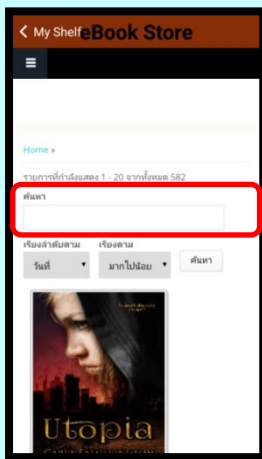 My Shelf eBook Store
Home »
รายการที่กำลังแสดง 1 - 20 จากทั้งหมด 582
ค้นหา
เรียงลำดับตาม เรียงตาม
วันที่ มากไปน้อย ค้นหา
Utopia